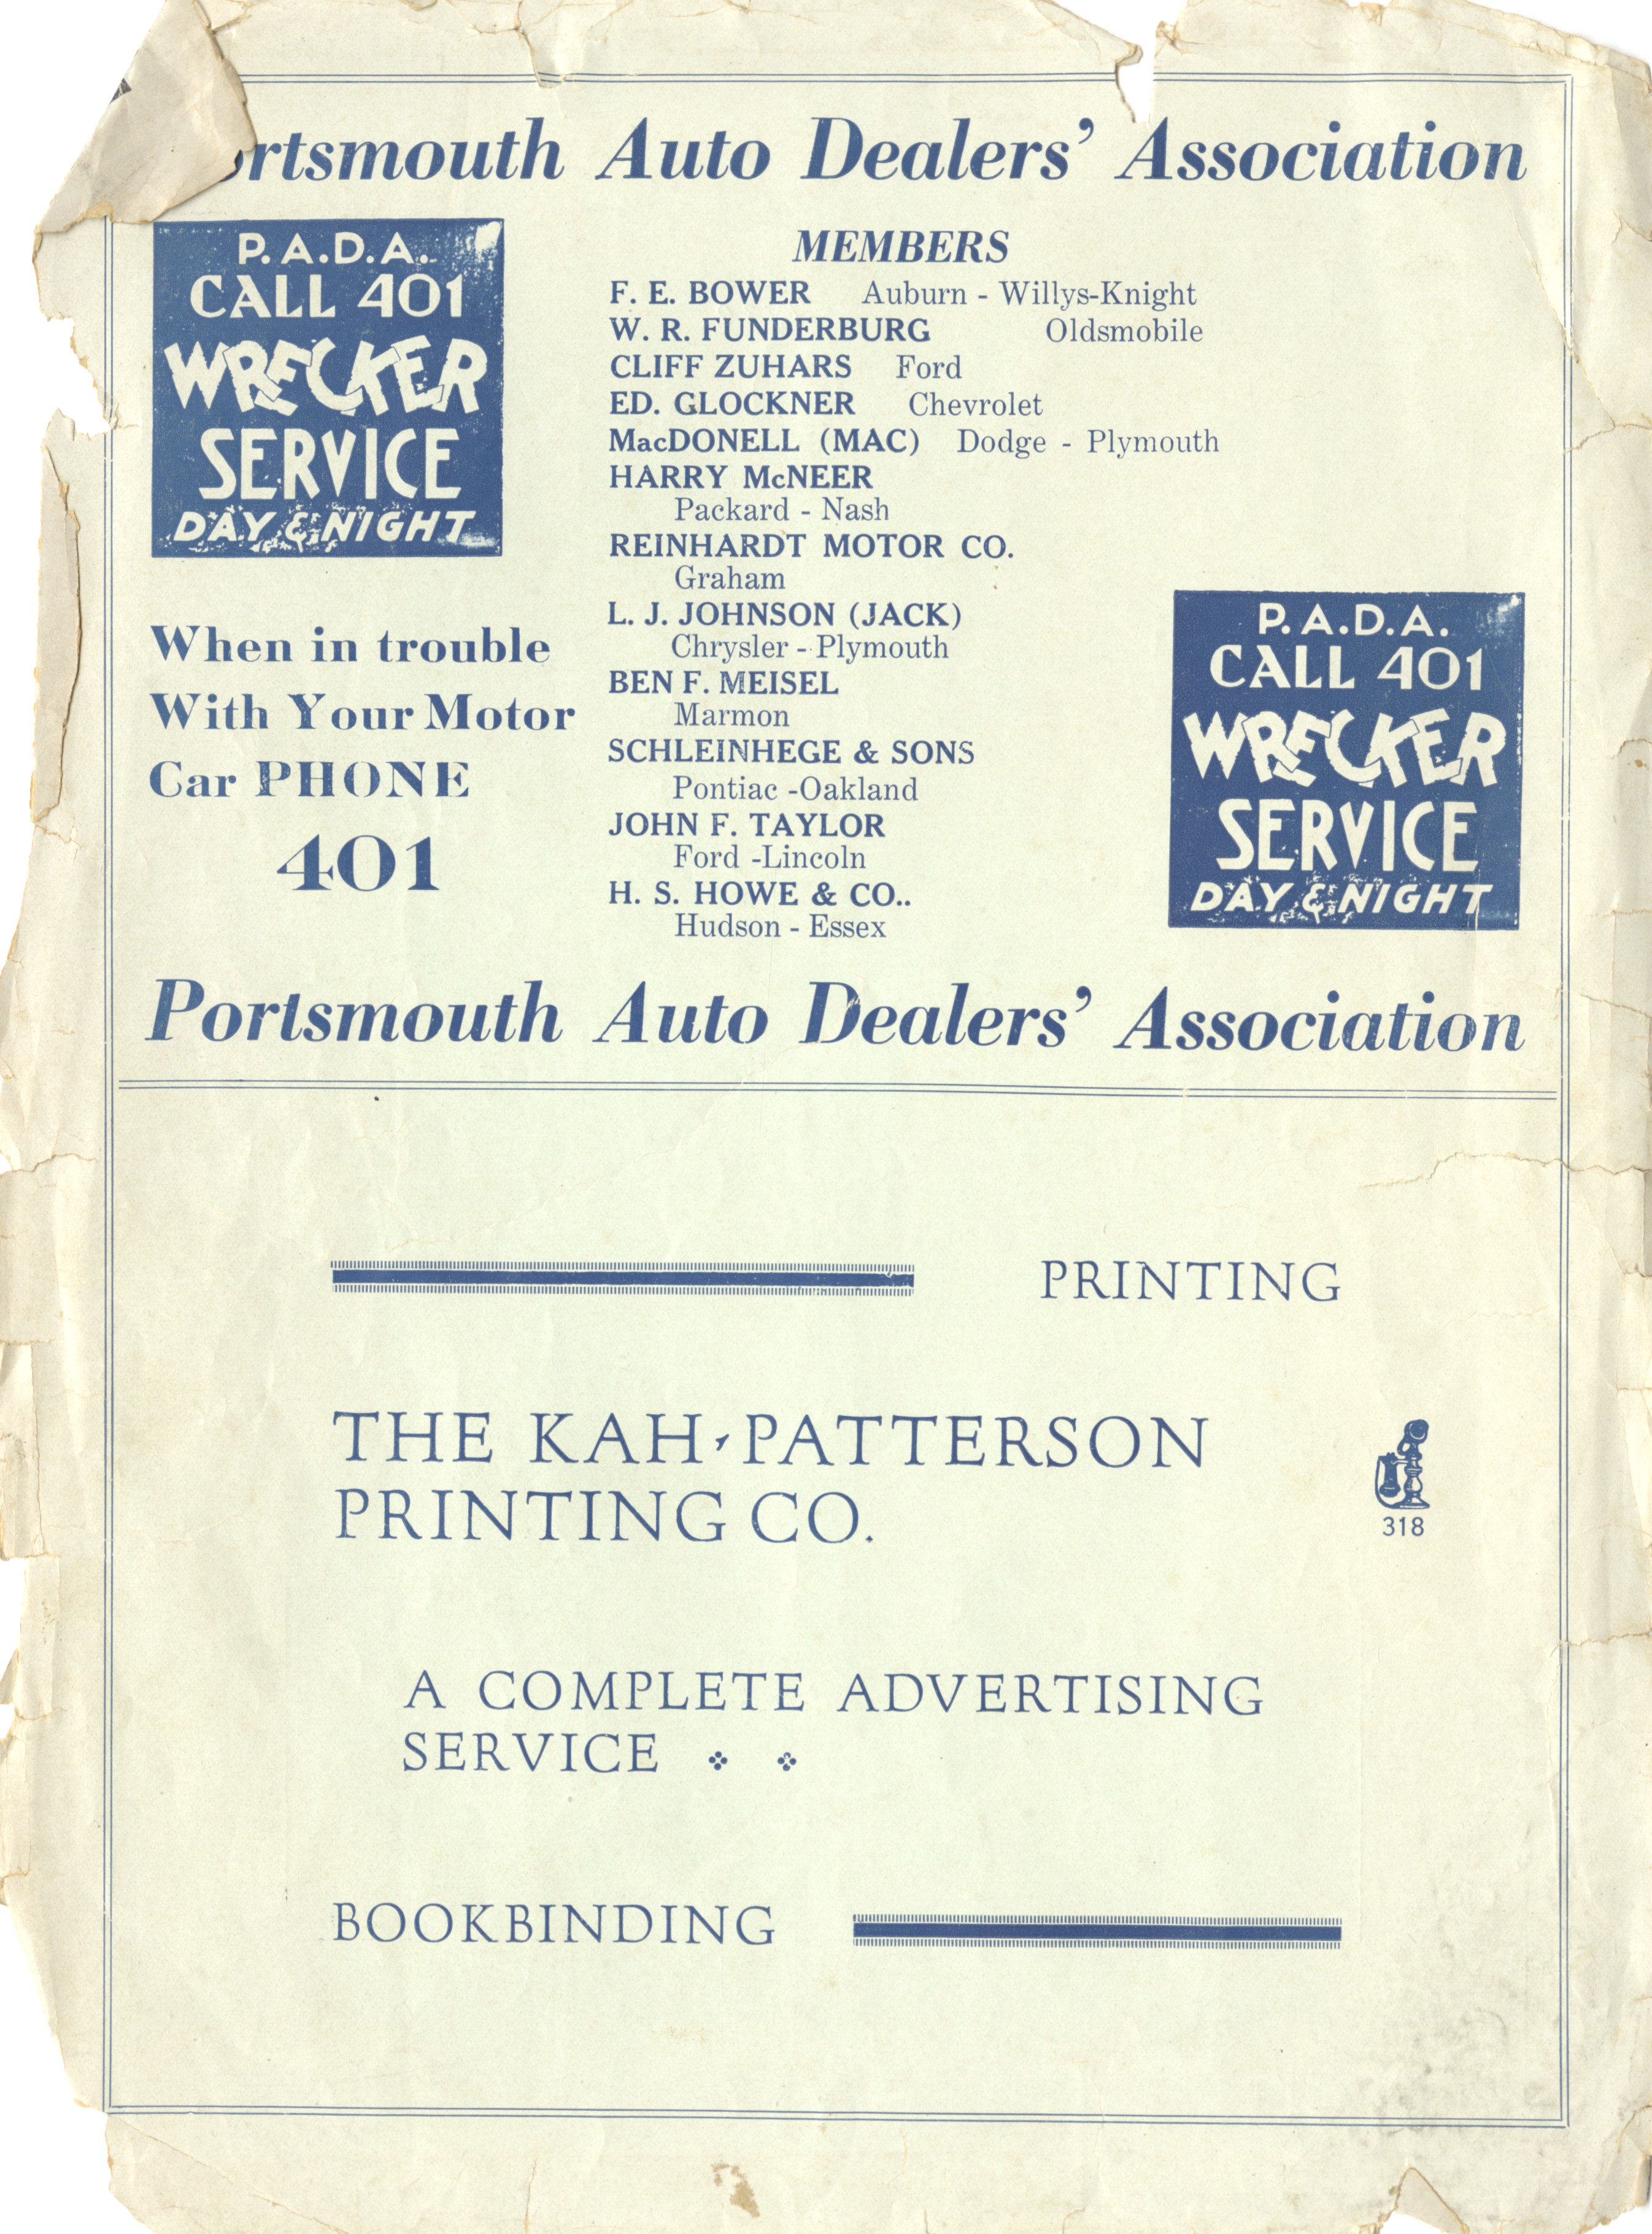 rtsmouth Auto Dealers' Association
P. A. D. A.
CALL 401
WRECKER
SERVICE
DAY & NIGHT
When in trouble
With Your Motor
Car PHONE
401
MEMBERS
F. E. BOWER Auburn - Willys-Knight
W. R. FUNDERBURG Oldsmobile
CLIFF ZUHARS Ford
ED. GLOCKNER Chevrolet
MacDONELL (MAC) Dodge - Plymouth
HARRY McNEER
Packard - Nash
REINHARDT MOTOR CO.
Graham
L. J. JOHNSON (JACK)
Chrysler - Plymouth
BEN F. MEISEL
Marmon
SCHLEINHEGE & SONS
Pontiac -Oakland
JOHN F. TAYLOR
Ford -Lincoln
H. S. HOWE & CO..
Hudson - Essex
P. A. D. A.
CALL 401
WRECKER
SERVICE
DAY & NIGHT
Portsmouth Auto Dealers' Association
PRINTING
THE KAH-PATTERSON
PRINTING CO.
318
A COMPLETE ADVERTISING
SERVICE
BOOKBINDING